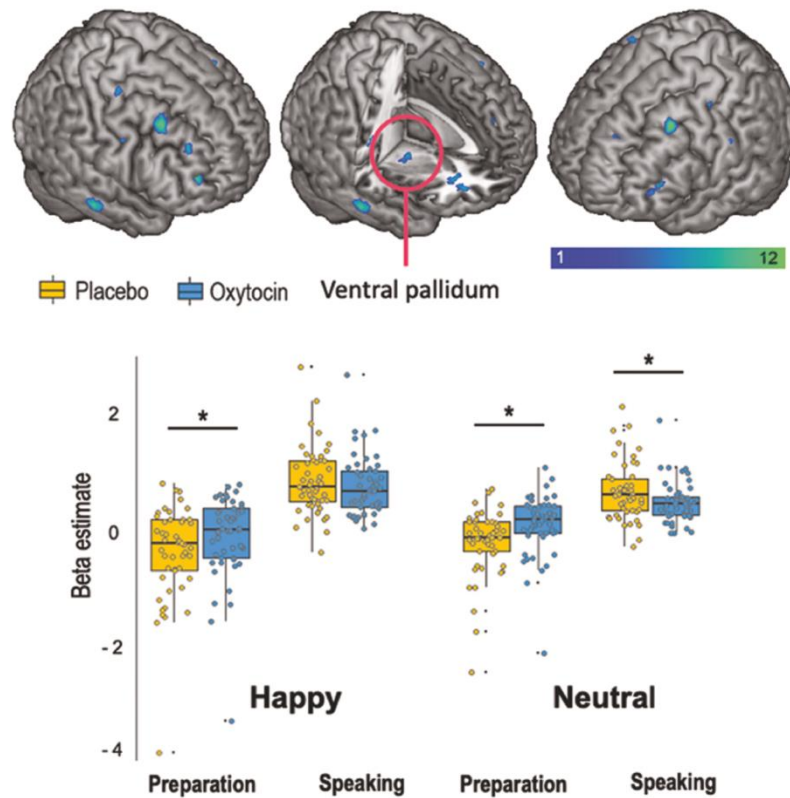 1 12
Placebo Oxytocin Ventral pallidum
*
*
*
2
0
- 2
- 4
Beta estimate
Happy Neutral
Preparation Speaking Preparation Speaking